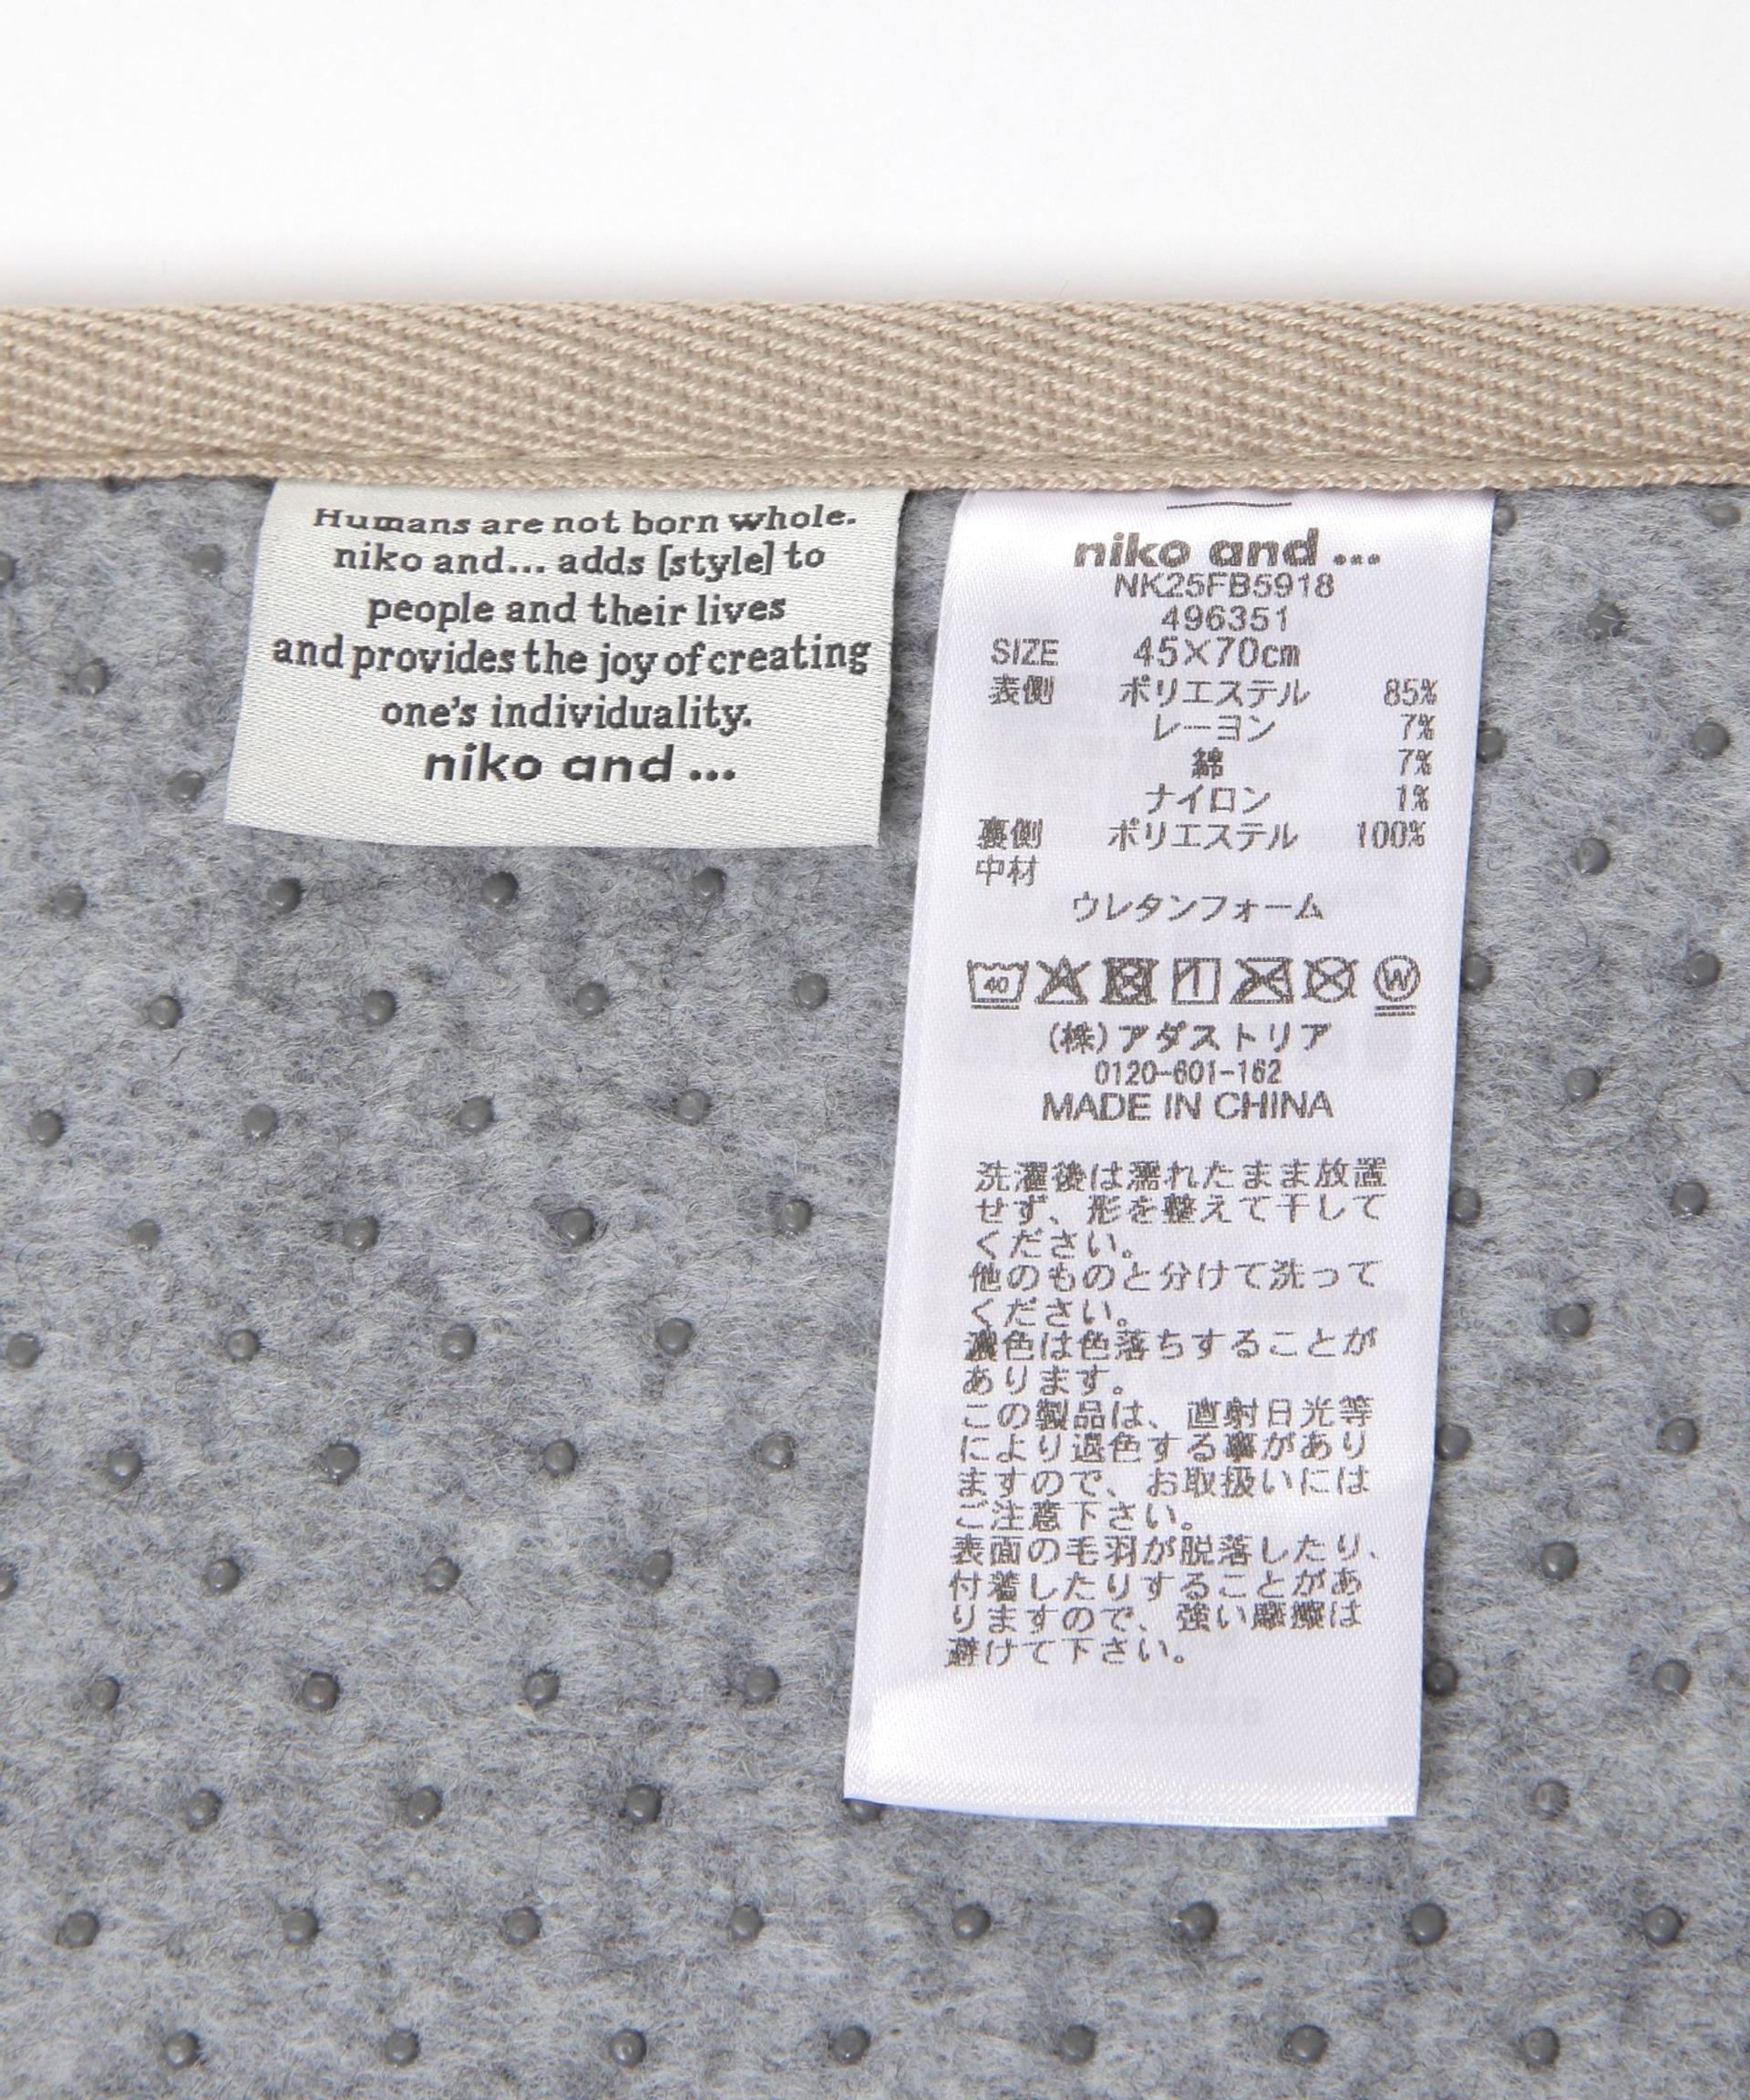 Humans are not born whole.
niko and... adds [style] to
people and their lives
and provides the joy of creating
one's individuality.
niko and ...
niko and ...
NK25FB5918
496351
SIZE 45×70cm
表側 ポリエステル 85%
レーヨン 7%
綿 7%
ナイロン 1%
裏側 ポリエステル 100%
中材
ウレタンフォーム
40 W
(株)アダストリア
0120-601-162
MADE IN CHINA
洗濯後は濡れたまま放置
せず、形を整えて干して
ください。
他のものと分けて洗って
ください。
濃色は色落ちすることが
あります。
この製品は、直射日光等
により退色する事があり
ますので、お取扱いには
ご注意下さい。
表面の毛羽が脱落したり、
付着したりすることがあ
りますので、強い摩擦は
避けて下さい。